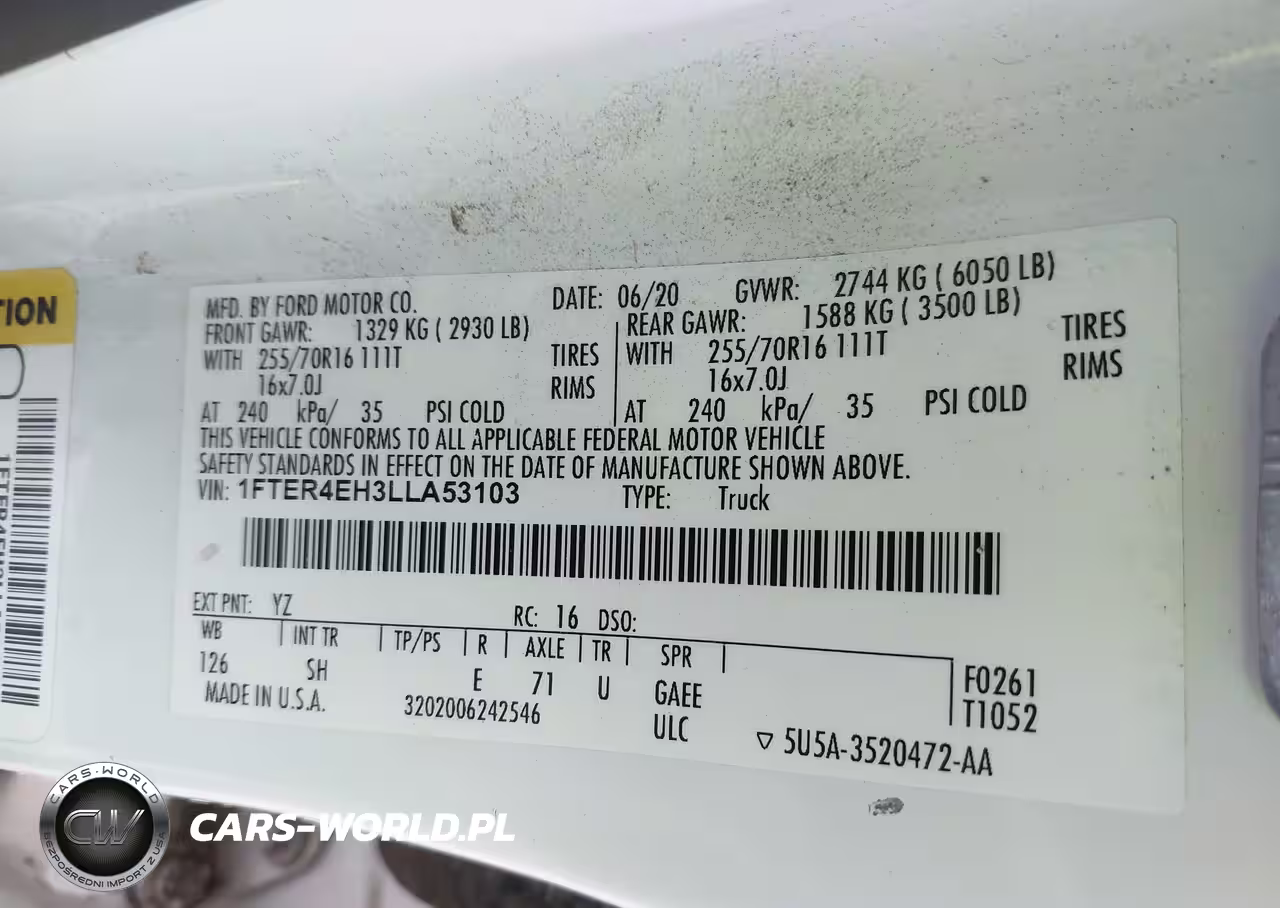 TION
MFD. BY FORD MOTOR CO. DATE: 06/20 GVWR: 2744 KG ( 6050 LB)
FRONT GAWR: 1329 KG ( 2930 LB) REAR GAWR: 1588 KG ( 3500 LB)
WITH 255/70R16 111T TIRES WITH 255/70R16 111T TIRES
16x7.0J RIMS 16x7.0J RIMS
AT 240 kPa/ 35 PSI COLD AT 240 kPa/ 35 PSI COLD
THIS VEHICLE CONFORMS TO ALL APPLICABLE FEDERAL MOTOR VEHICLE
SAFETY STANDARDS IN EFFECT ON THE DATE OF MANUFACTURE SHOWN ABOVE.
VIN: 1FTER4EH3LLA53103 TYPE: Truck
EXT PNT: YZ RC: 16 DSO:
WB INT TR TP/PS R AXLE TR SPR
126 SH E 71 U GAEE F0261
MADE IN U.S.A. 3202006242546 ULC T1052
▽ 5U5A-3520472-AA
CARS-WORLD
CW
BEZPOŚREDNI IMPORT Z USA
CARS-WORLD.PL